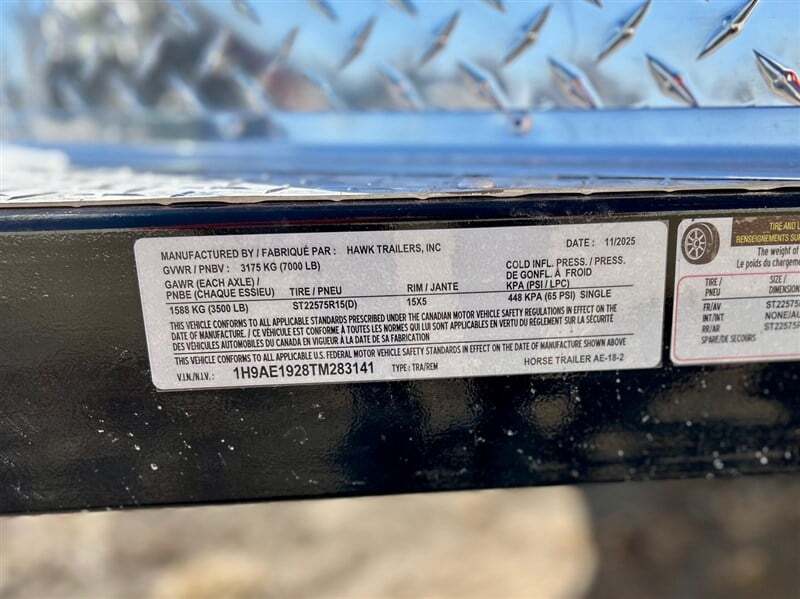 MANUFACTURED BY / FABRIQUÉ PAR : HAWK TRAILERS, INC DATE : 11/2025
GVWR / PNBV : 3175 KG (7000 LB)
GAWR (EACH AXLE) /
PNBE (CHAQUE ESSIEU) TIRE / PNEU RIM / JANTE
COLD INFL. PRESS. / PRESS.
DE GONFL. À FROID
KPA (PSI / LPC)
1588 KG (3500 LB) ST22575R15(D) 15X5 448 KPA (65 PSI) SINGLE
THIS VEHICLE CONFORMS TO ALL APPLICABLE STANDARDS PRESCRIBED UNDER THE CANADIAN MOTOR VEHICLE SAFETY REGULATIONS IN EFFECT ON THE
DATE OF MANUFACTURE. / CE VÉHICULE EST CONFORME À TOUTES LES NORMES QUI LUI SONT APPLICABLES EN VERTU DU RÈGLEMENT SUR LA SÉCURITÉ
DES VÉHICULES AUTOMOBILES DU CANADA EN VIGUEUR À LA DATE DE SA FABRICATION
THIS VEHICLE CONFORMS TO ALL APPLICABLE FEDERAL MOTOR VEHICLE SAFETY STANDARDS IN EFFECT ON THE DATE OF MANUFACTURE SHOWN ABOVE.
V.I.N./N.I.V. : 1H9AE1928TM283141 TYPE : TRA/REM HORSE TRAILER AE-18-2
TIRE AND
RENSEIGNEMENTS SU
The weight of
Le poids du chargemen
TIRE / SIZE /
PNEU DIMENSION
FR/AV ST22575
INT/INT NONE/AU
RR/AR ST22575
SPARE/DE SECOURS